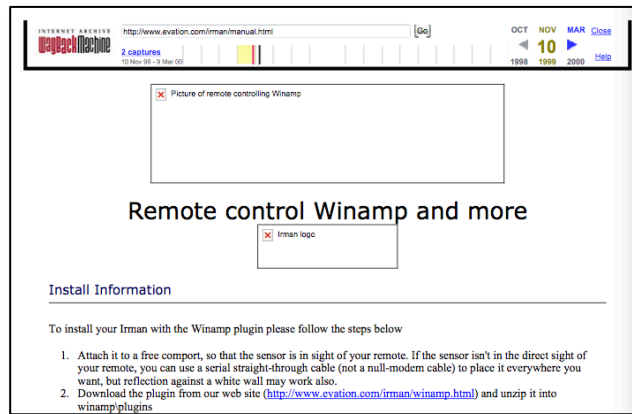 INTERNET ARCHIVE
WayBackMachine
http://www.evation.com/irman/manual.html
Go
2 captures
10 Nov 99 - 9 Mar 00
OCT NOV MAR Close
10
1998 1999 2000 Help
Picture of remote controlling Winamp
Remote control Winamp and more
Irman logo
Install Information
To install your Irman with the Winamp plugin please follow the steps below
1. Attach it to a free comport, so that the sensor is in sight of your remote. If the sensor isn't in the direct sight of
your remote, you can use a serial straight-through cable (not a null-modem cable) to place it everywhere you
want, but reflection against a white wall may work also.
2. Download the plugin from our web site (http://www.evation.com/irman/winamp.html) and unzip it into
winamp\plugins